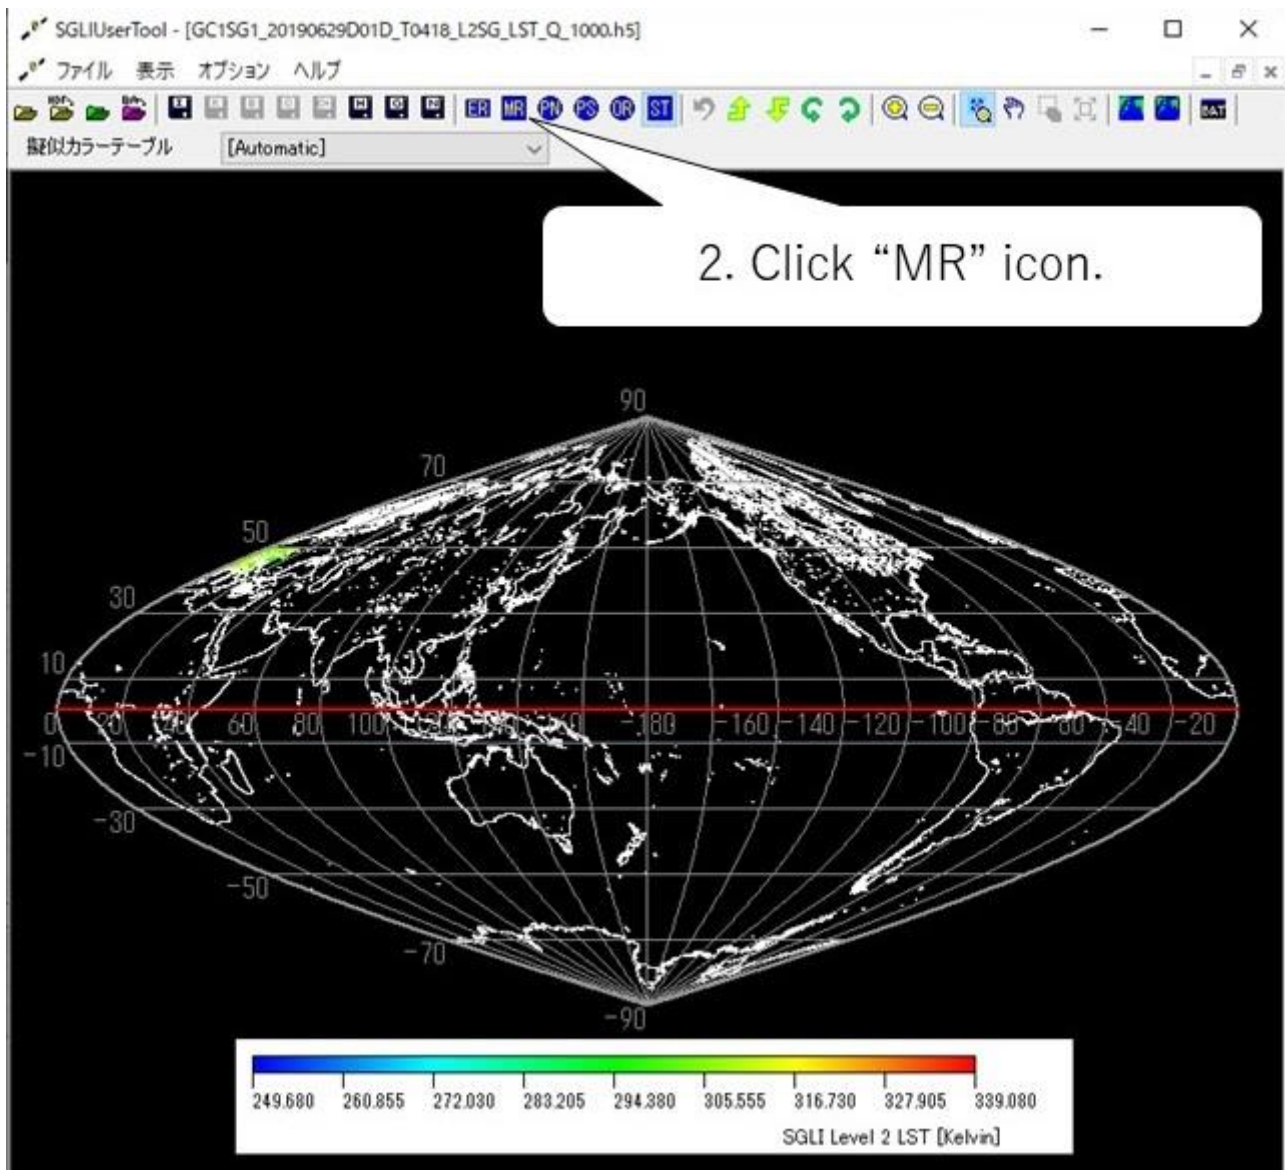 SGLIUserTool - [GC1SG1_20190629D01D_T0418_L2SG_LST_Q_1000.h5]
ファイル 表示 オプション ヘルプ
ER MR PN PS OR ST BAT
擬似カラーテーブル [Automatic]
2. Click “MR” icon.
90
70
50
30
10
0 20 40 60 80 100 120 140 160 -180 -160 -140 -120 -100 -80 -60 -40 -20
-10
-30
-50
-70
-90
249.680 260.855 272.030 283.205 294.380 305.555 316.730 327.905 339.080
SGLI Level 2 LST [Kelvin]